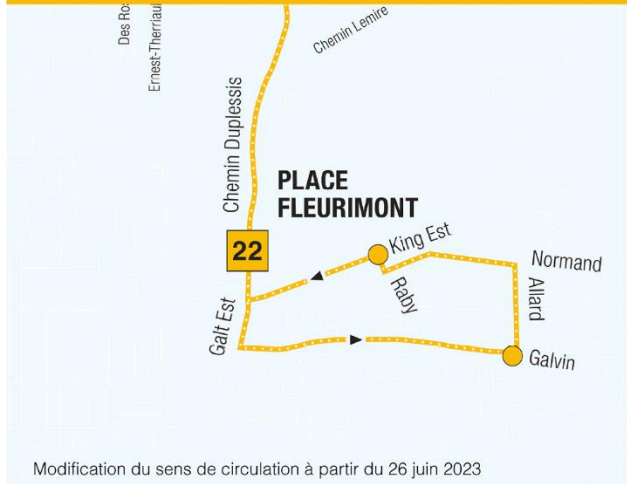 Des Ro
Ernest-Therriaul
Chemin Lemire
Chemin Duplessis
PLACE
FLEURIMONT
22
King Est
Normand
Raby
Allard
Galt Est
Galvin
Modification du sens de circulation à partir du 26 juin 2023